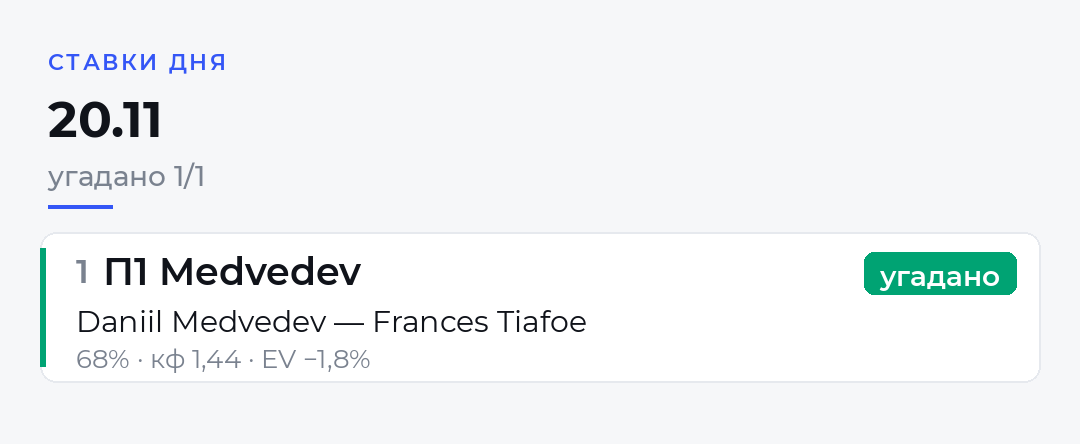 СТАВКИ ДНЯ
20.11
угадано 1/1
1 П1 Medvedev
угадано
Daniil Medvedev — Frances Tiafoe
68% · кф 1,44 · EV −1,8%